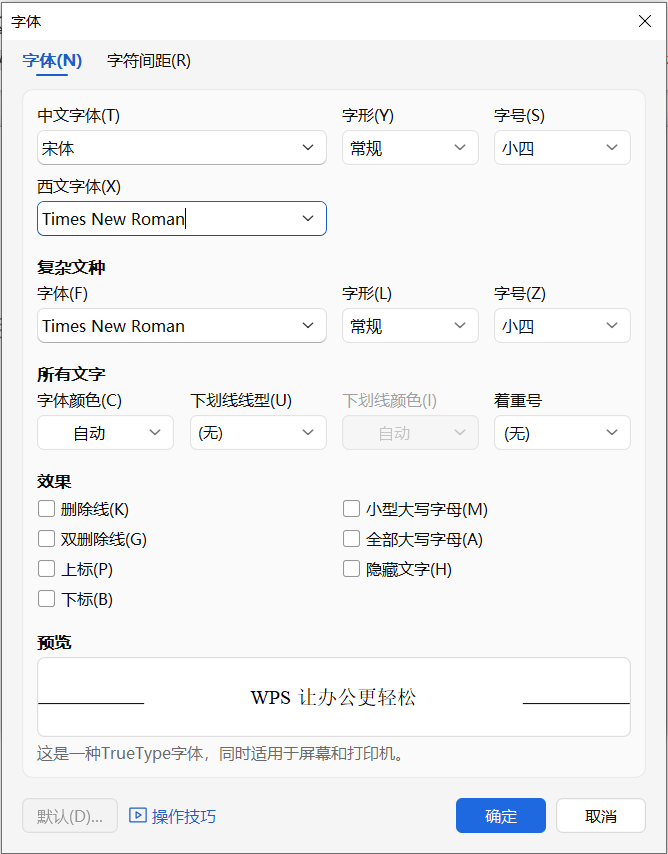 字体
字体(N) 字符间距(R)
中文字体(T) 字形(Y) 字号(S)
宋体 常规 小四
西文字体(X)
Times New Roman
复杂文种
字体(F) 字形(L) 字号(Z)
Times New Roman 常规 小四
所有文字
字体颜色(C) 下划线线型(U) 下划线颜色(I) 着重号
自动 (无) 自动 (无)
效果
删除线(K) 小型大写字母(M)
双删除线(G) 全部大写字母(A)
上标(P) 隐藏文字(H)
下标(B)
预览
WPS 让办公更轻松
这是一种TrueType字体，同时适用于屏幕和打印机。
默认(D)... 操作技巧 确定 取消